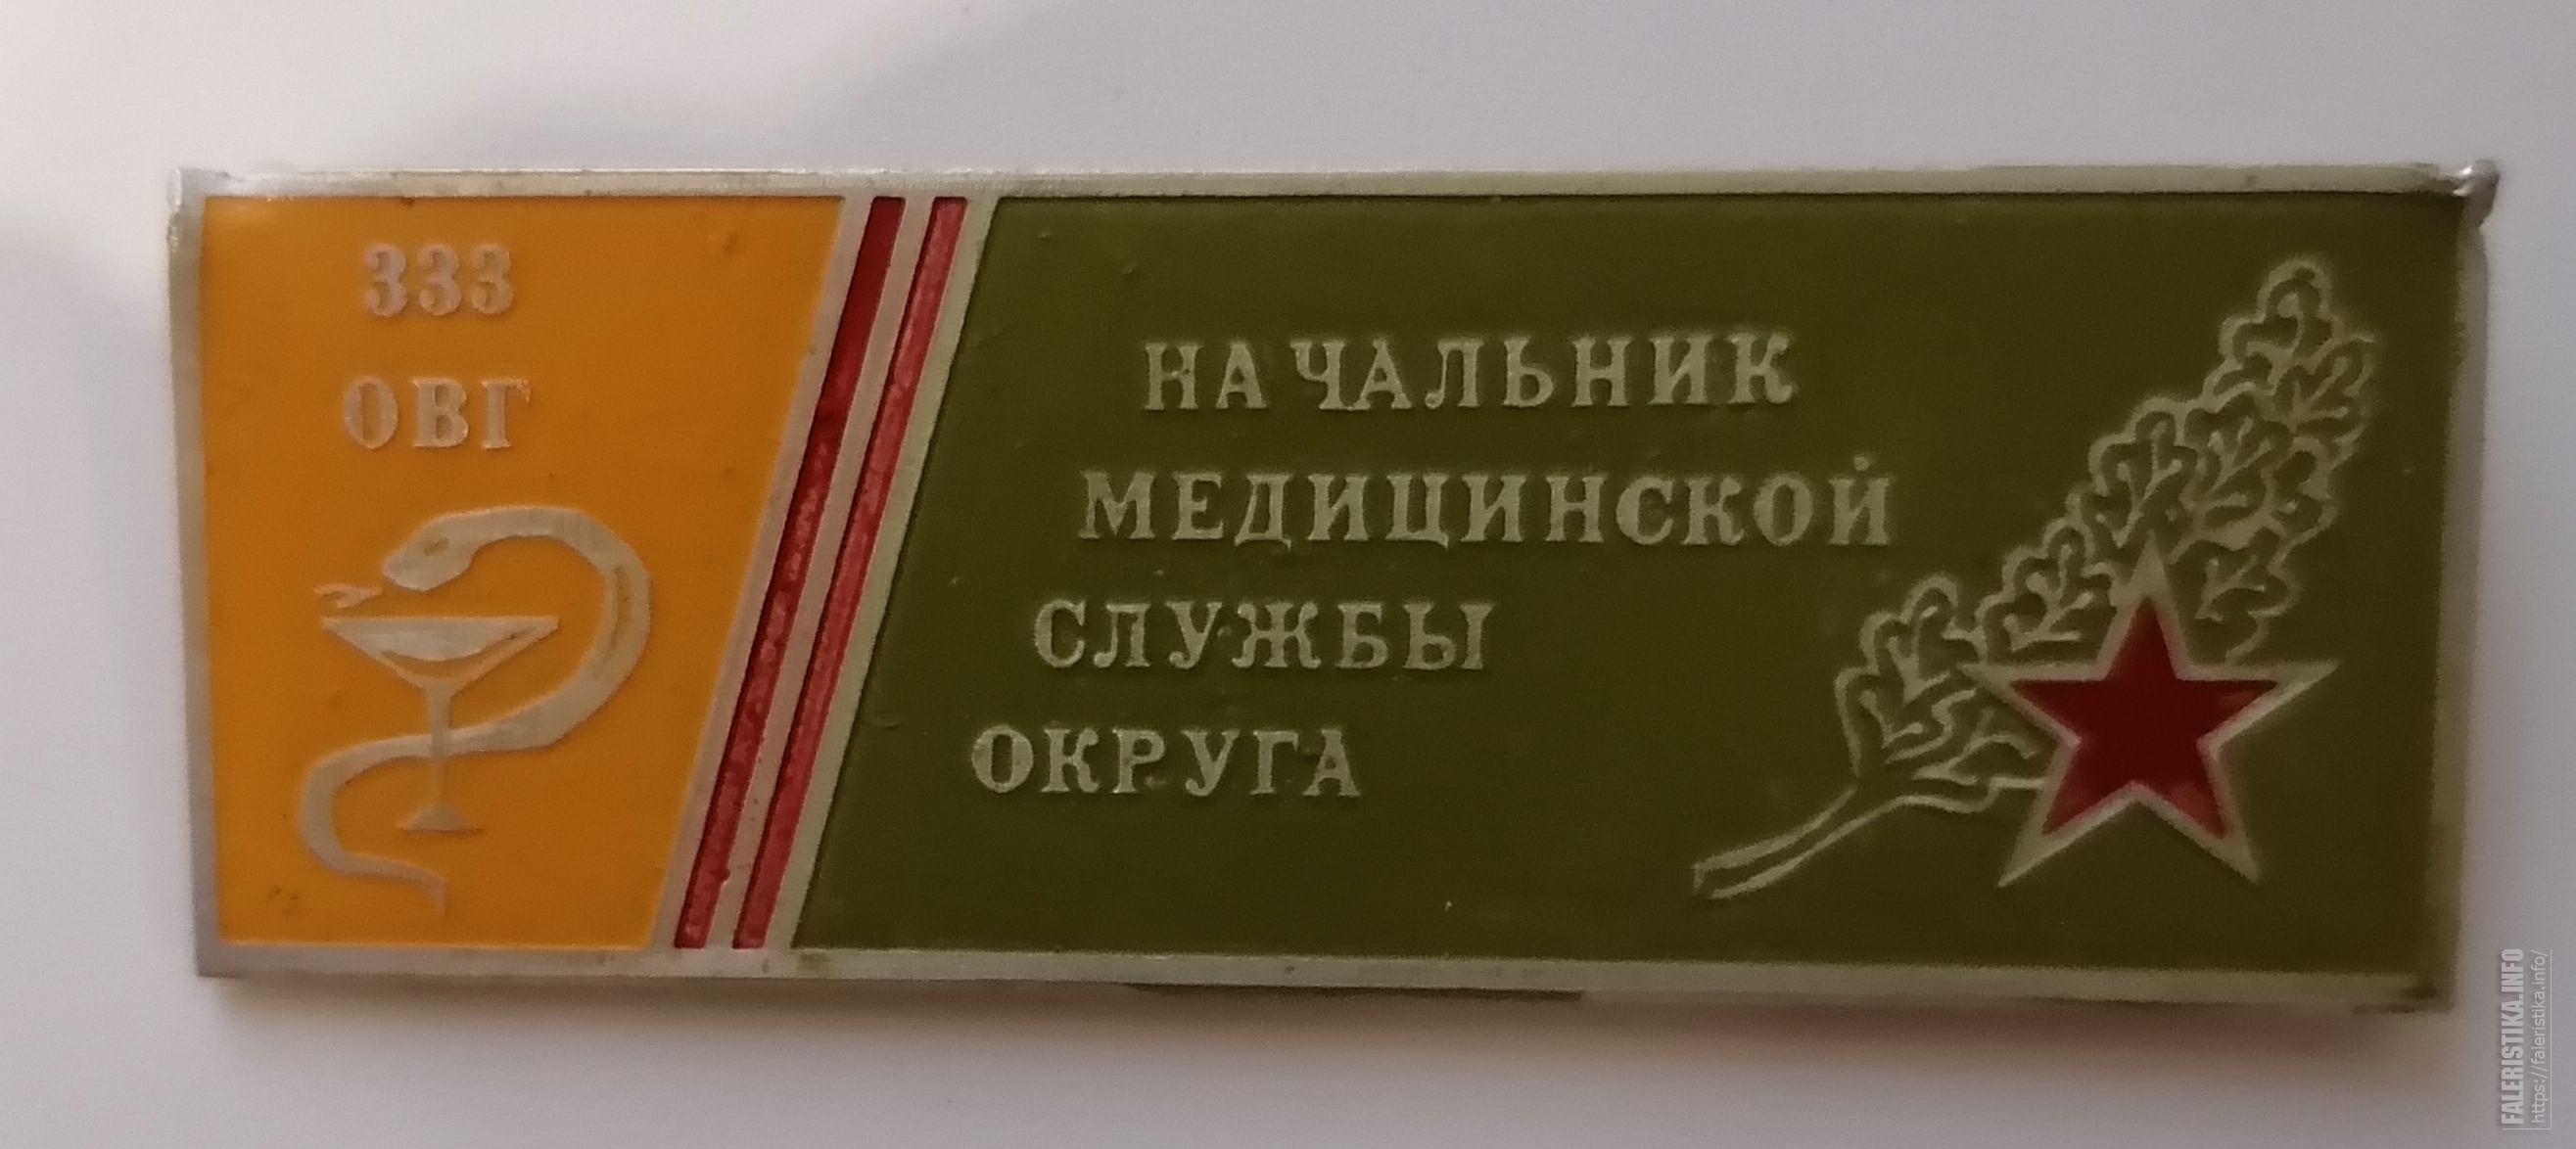 333
ОВГ
НАЧАЛЬНИК
МЕДИЦИНСКОЙ
СЛУЖБЫ
ОКРУГА
FALERISTIKA.INFO
https://faleristika.info/